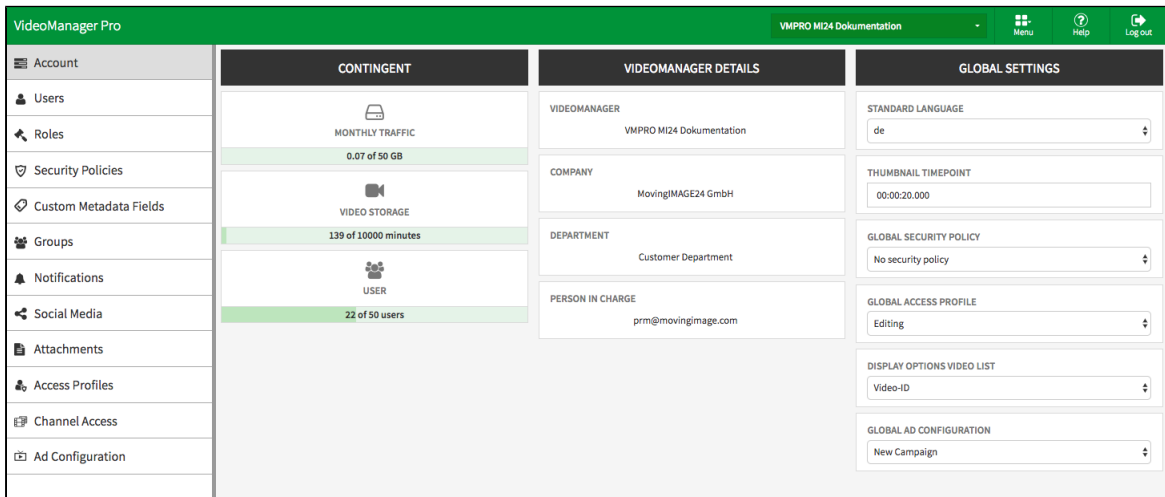 VideoManager Pro
VMPRO MI24 Dokumentation
Menu
Help
Log out
Account
Users
Roles
Security Policies
Custom Metadata Fields
Groups
Notifications
Social Media
Attachments
Access Profiles
Channel Access
Ad Configuration
CONTINGENT
MONTHLY TRAFFIC
0.07 of 50 GB
VIDEO STORAGE
139 of 10000 minutes
USER
22 of 50 users
VIDEOMANAGER DETAILS
VIDEOMANAGER
VMPRO MI24 Dokumentation
COMPANY
MovingIMAGE24 GmbH
DEPARTMENT
Customer Department
PERSON IN CHARGE
prm@movingimage.com
GLOBAL SETTINGS
STANDARD LANGUAGE
de
THUMBNAIL TIMEPOINT
00:00:20.000
GLOBAL SECURITY POLICY
No security policy
GLOBAL ACCESS PROFILE
Editing
DISPLAY OPTIONS VIDEO LIST
Video-ID
GLOBAL AD CONFIGURATION
New Campaign